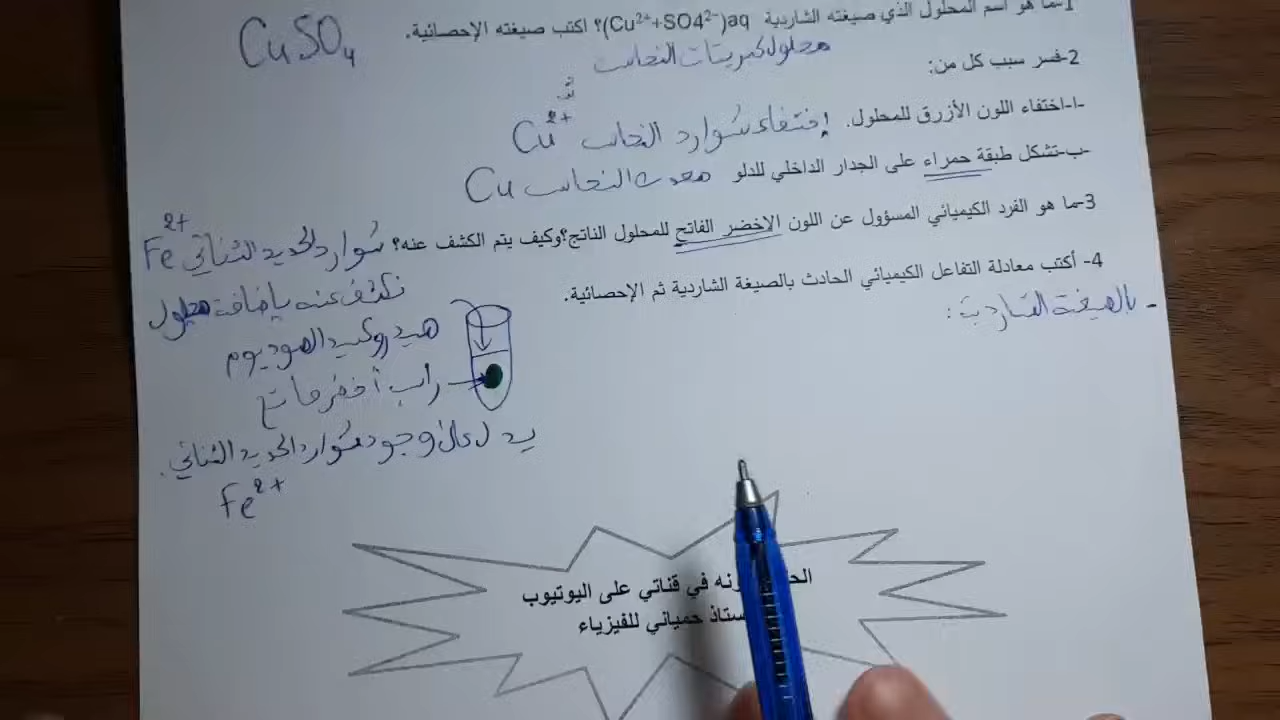 1-ما هو اسم المحلول الذي صيغته الشاردية (Cu²⁺+SO4²⁻)aq؟ اكتب صيغته الإحصائية.
CuSO₄
محلول كبريتات النحاس
2-فسر سبب كل من:
-ا-اختفاء اللون الأزرق للمحلول. إختفاء شوارد النحاس Cu²⁺
-ب-تشكل طبقة حمراء على الجدار الداخلي للدلو معدن النحاس Cu
3-ما هو الفرد الكيميائي المسؤول عن اللون الاخضر الفاتح للمحلول الناتج؟وكيف يتم الكشف عنه؟ شوارد الحديد الثنائي Fe²⁺
نكشف عنه بإضافة محلول
هيدروكسيد الصوديوم
راسب أخضر فاتح
يدل على وجود شوارد الحديد الثنائي.
Fe²⁺
4- أكتب معادلة التفاعل الكيميائي الحادث بالصيغة الشاردية ثم الإحصائية.
- بالصيغة الشاردية :
في قناتي على اليوتيوب
حمياني للفيزياء